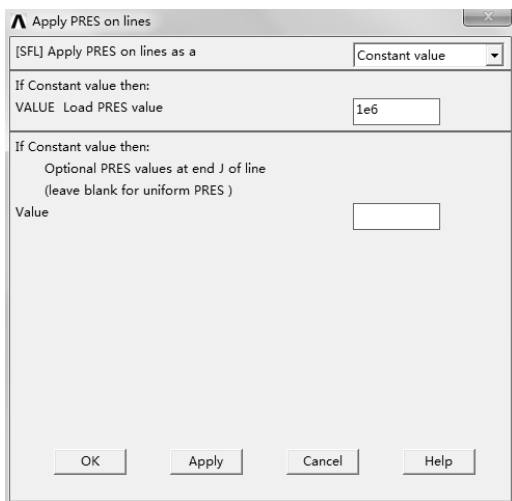 Apply PRES on lines
[SFL] Apply PRES on lines as a Constant value
If Constant value then:
VALUE Load PRES value 1e6
If Constant value then:
Optional PRES values at end J of line
(leave blank for uniform PRES )
Value
OK Apply Cancel Help